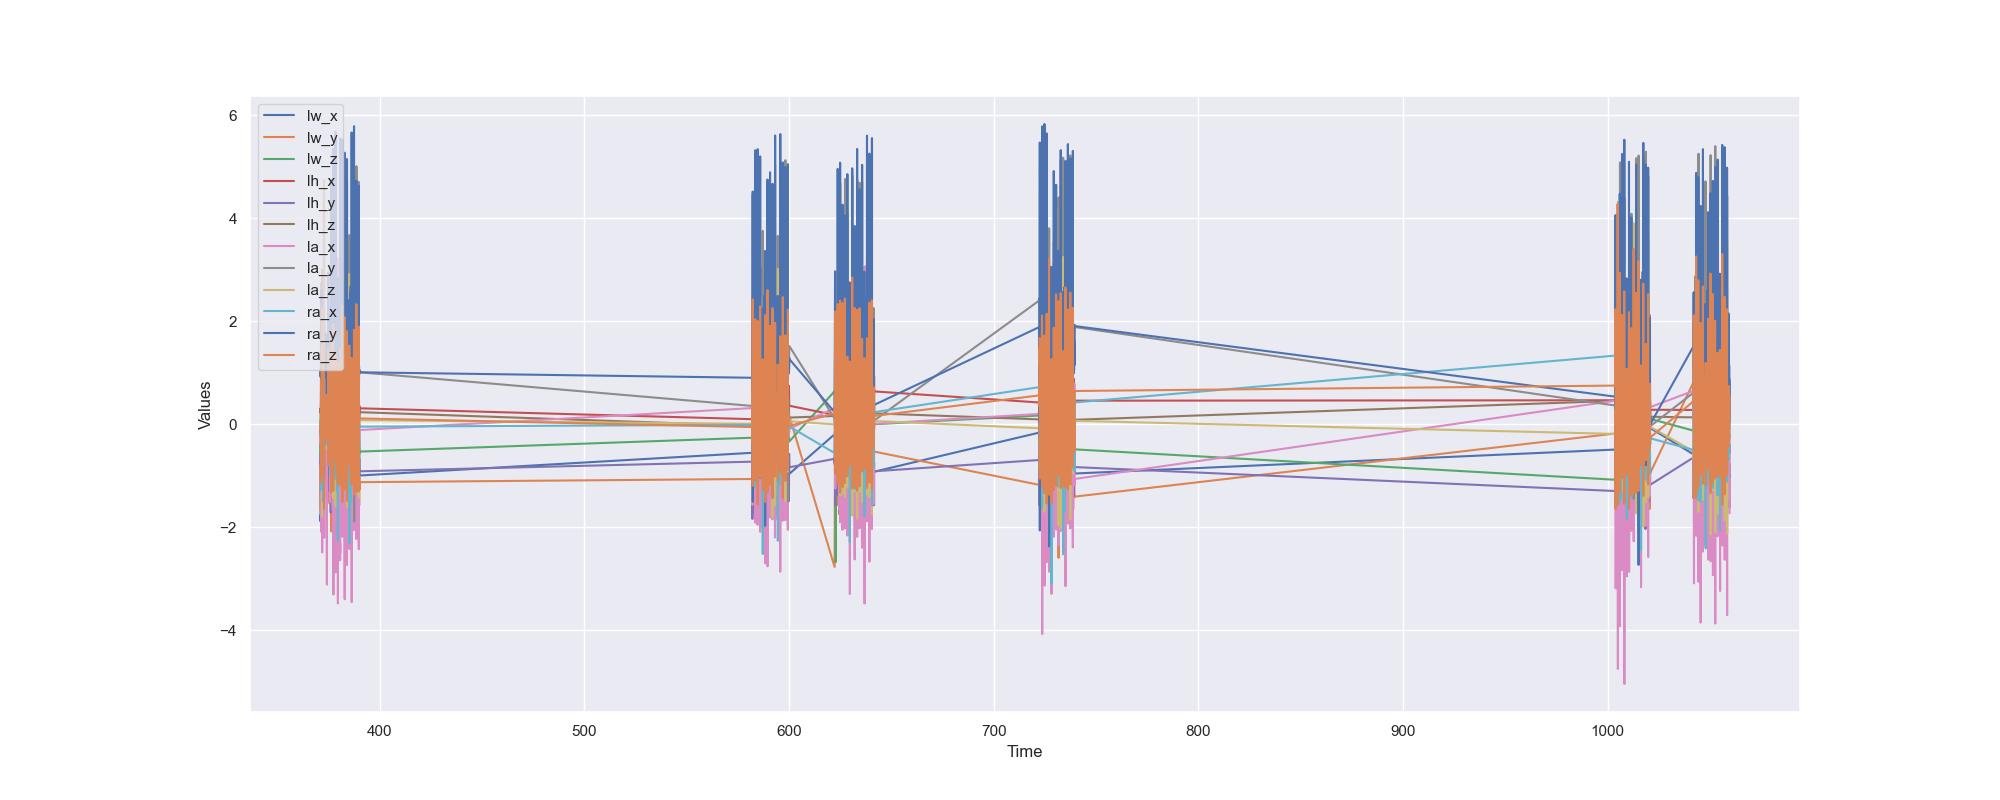 6
4
2
0
−2
−4
Values
lw_x
lw_y
lw_z
lh_x
lh_y
lh_z
la_x
la_y
la_z
ra_x
ra_y
ra_z
400 500 600 700 800 900 1000
Time